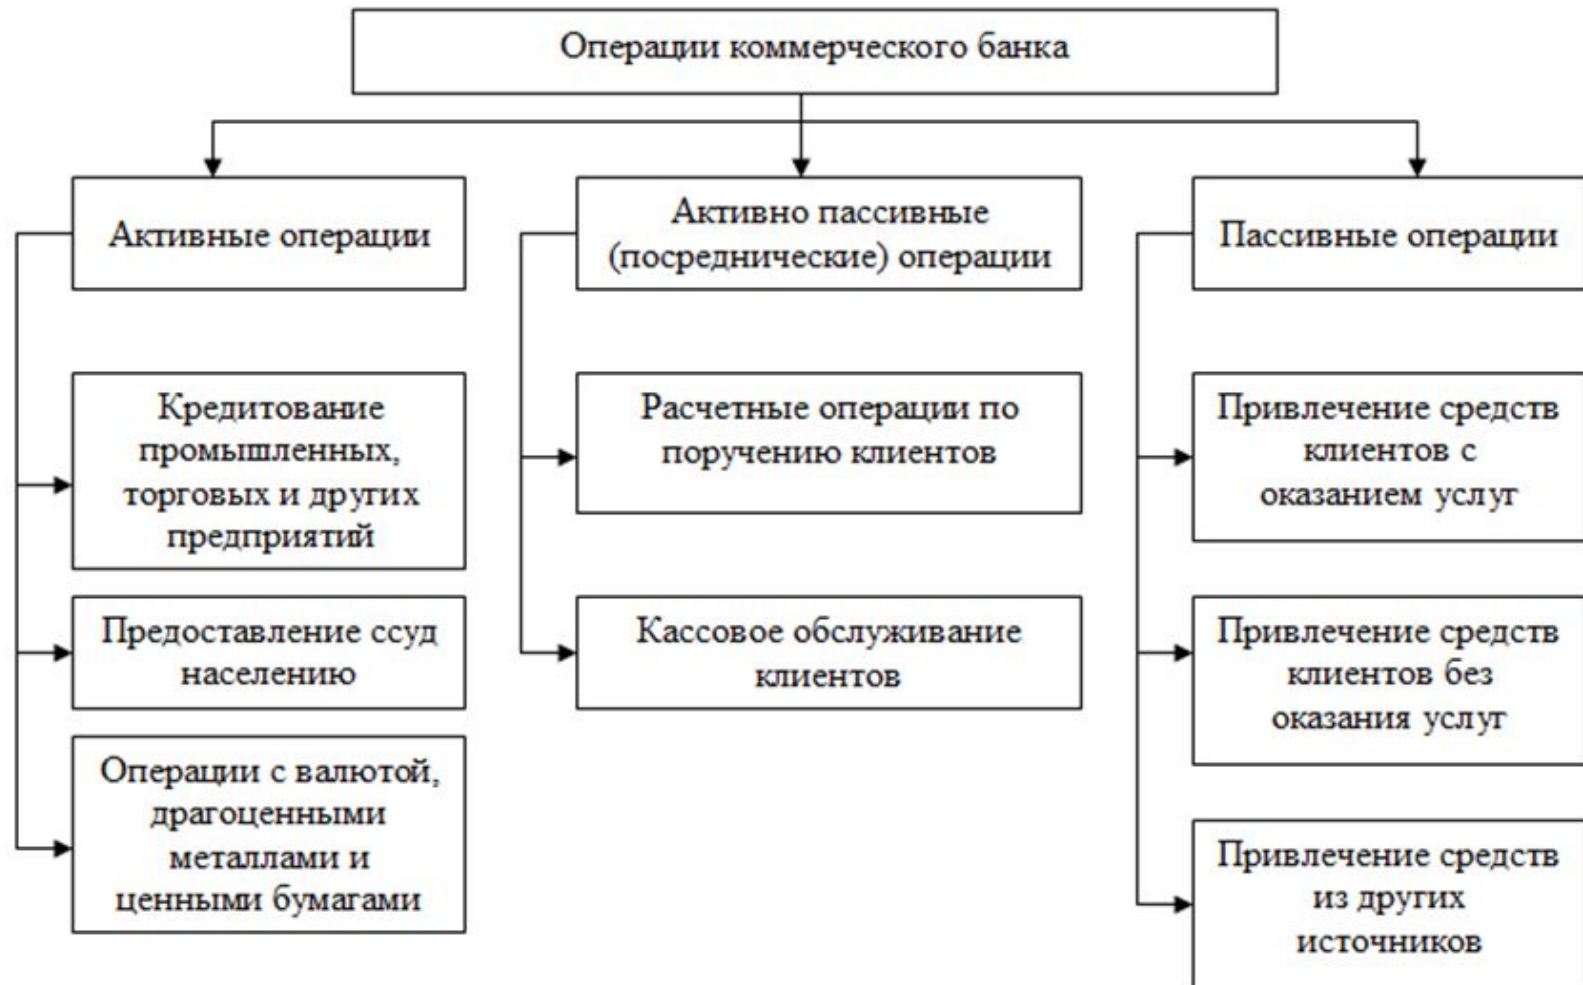 Операции коммерческого банка
Активные операции
Активно пассивные
(посреднические) операции
Пассивные операции
Кредитование
промышленных,
торговых и других
предприятий
Предоставление ссуд
населению
Операции с валютой,
драгоценными
металлами и
ценными бумагами
Расчетные операции по
поручению клиентов
Кассовое обслуживание
клиентов
Привлечение средств
клиентов с
оказанием услуг
Привлечение средств
клиентов без
оказания услуг
Привлечение средств
из других
источников